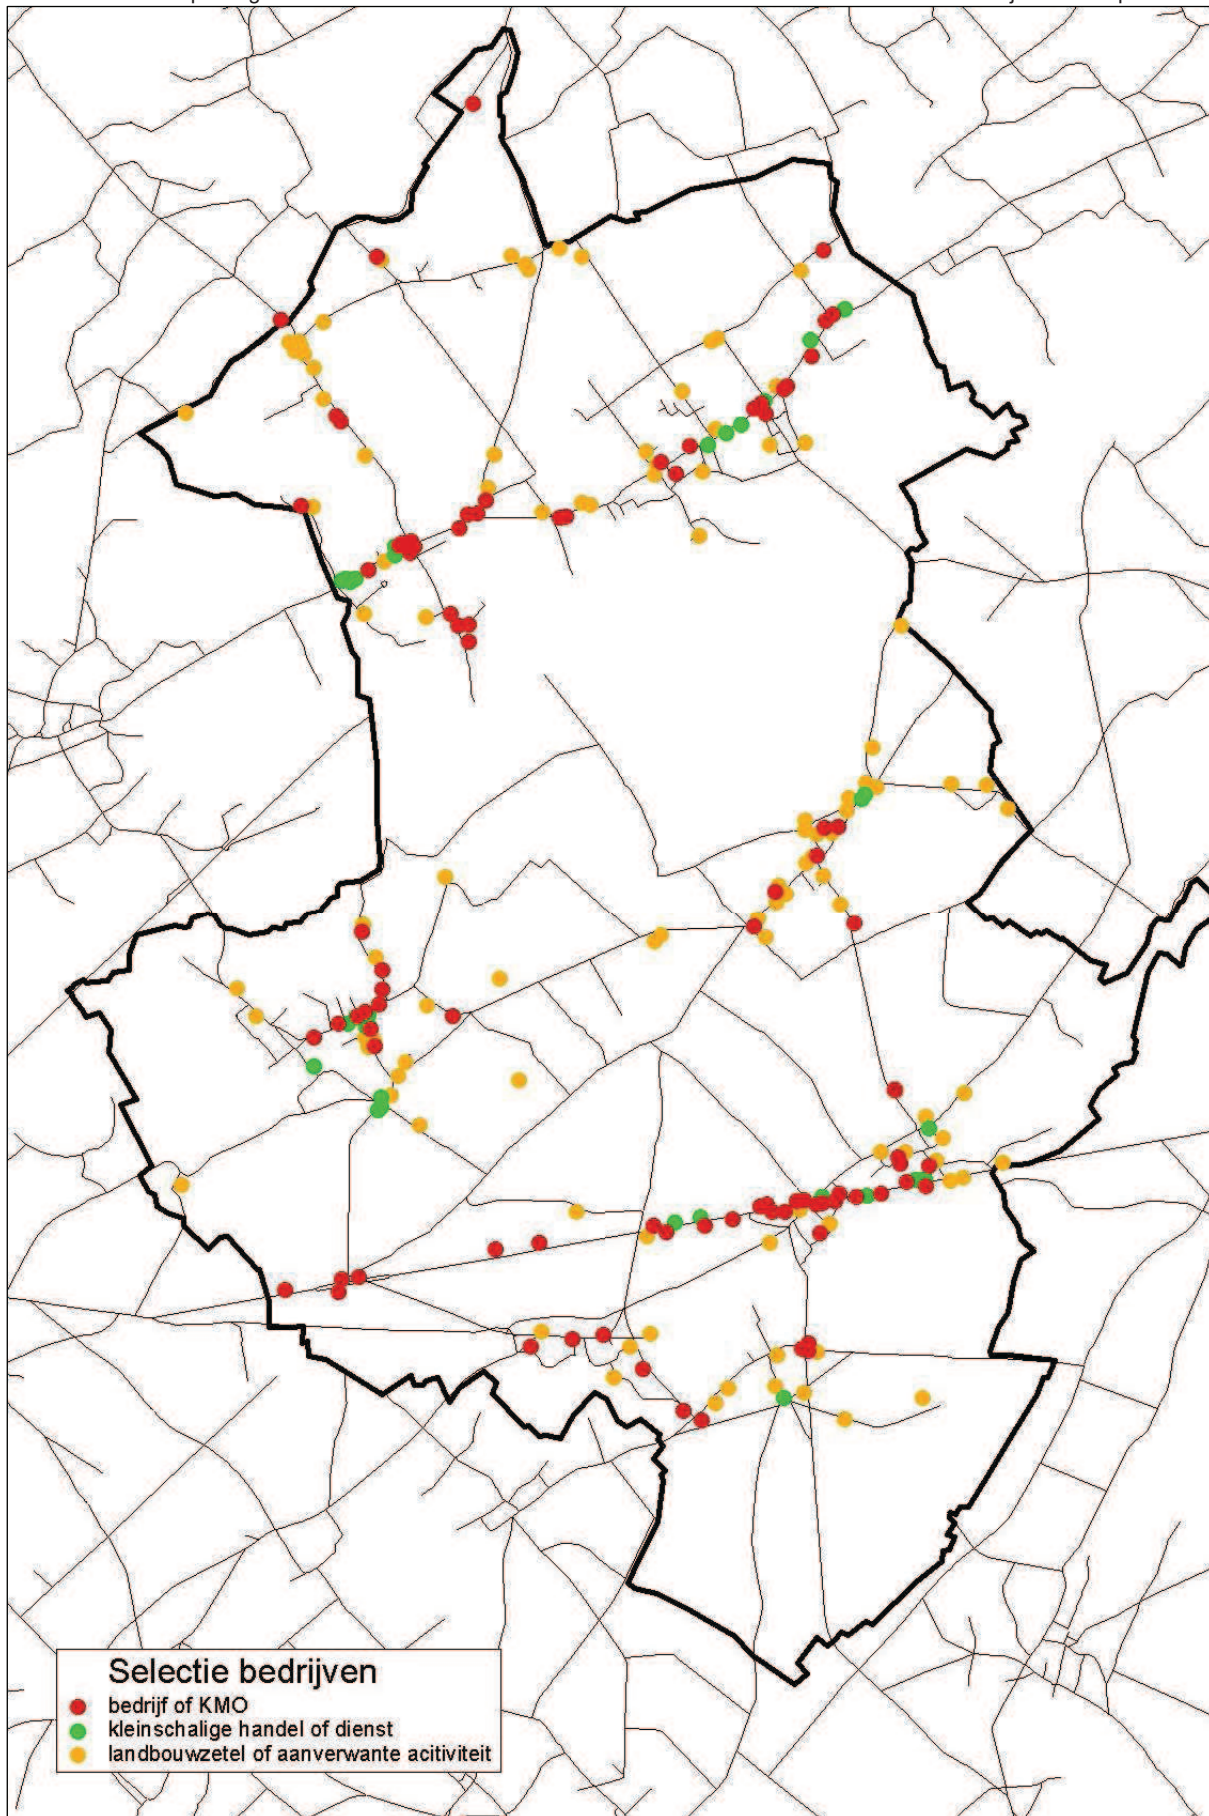 Selectie bedrijven
bedrijf of KMO
kleinschalige handel of dienst
landbouwzetel of aanverwante acitiviteit